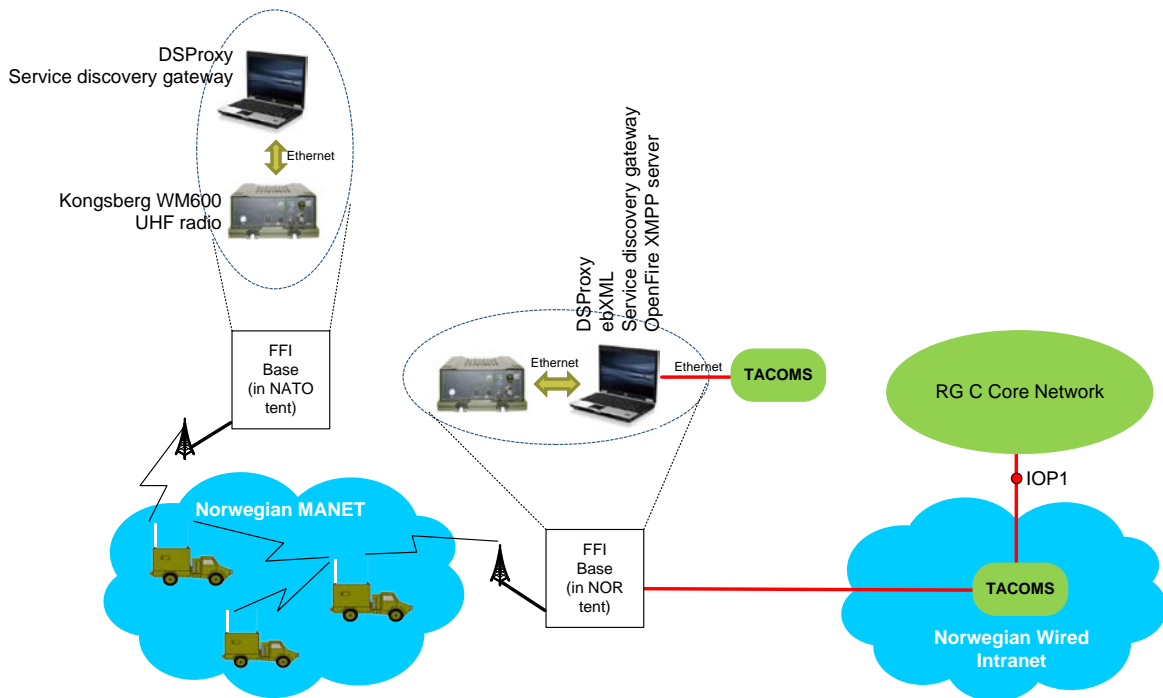 DSProxy
Service discovery gateway
Ethernet
Kongsberg WM600
UHF radio
FFI
Base
(in NATO
tent)
DSProxy
ebXML
Service discovery gateway
OpenFire XMPP server
Ethernet
Ethernet
TACOMS
RG C Core Network
IOP1
Norwegian MANET
FFI
Base
(in NOR
tent)
TACOMS
Norwegian Wired
Intranet